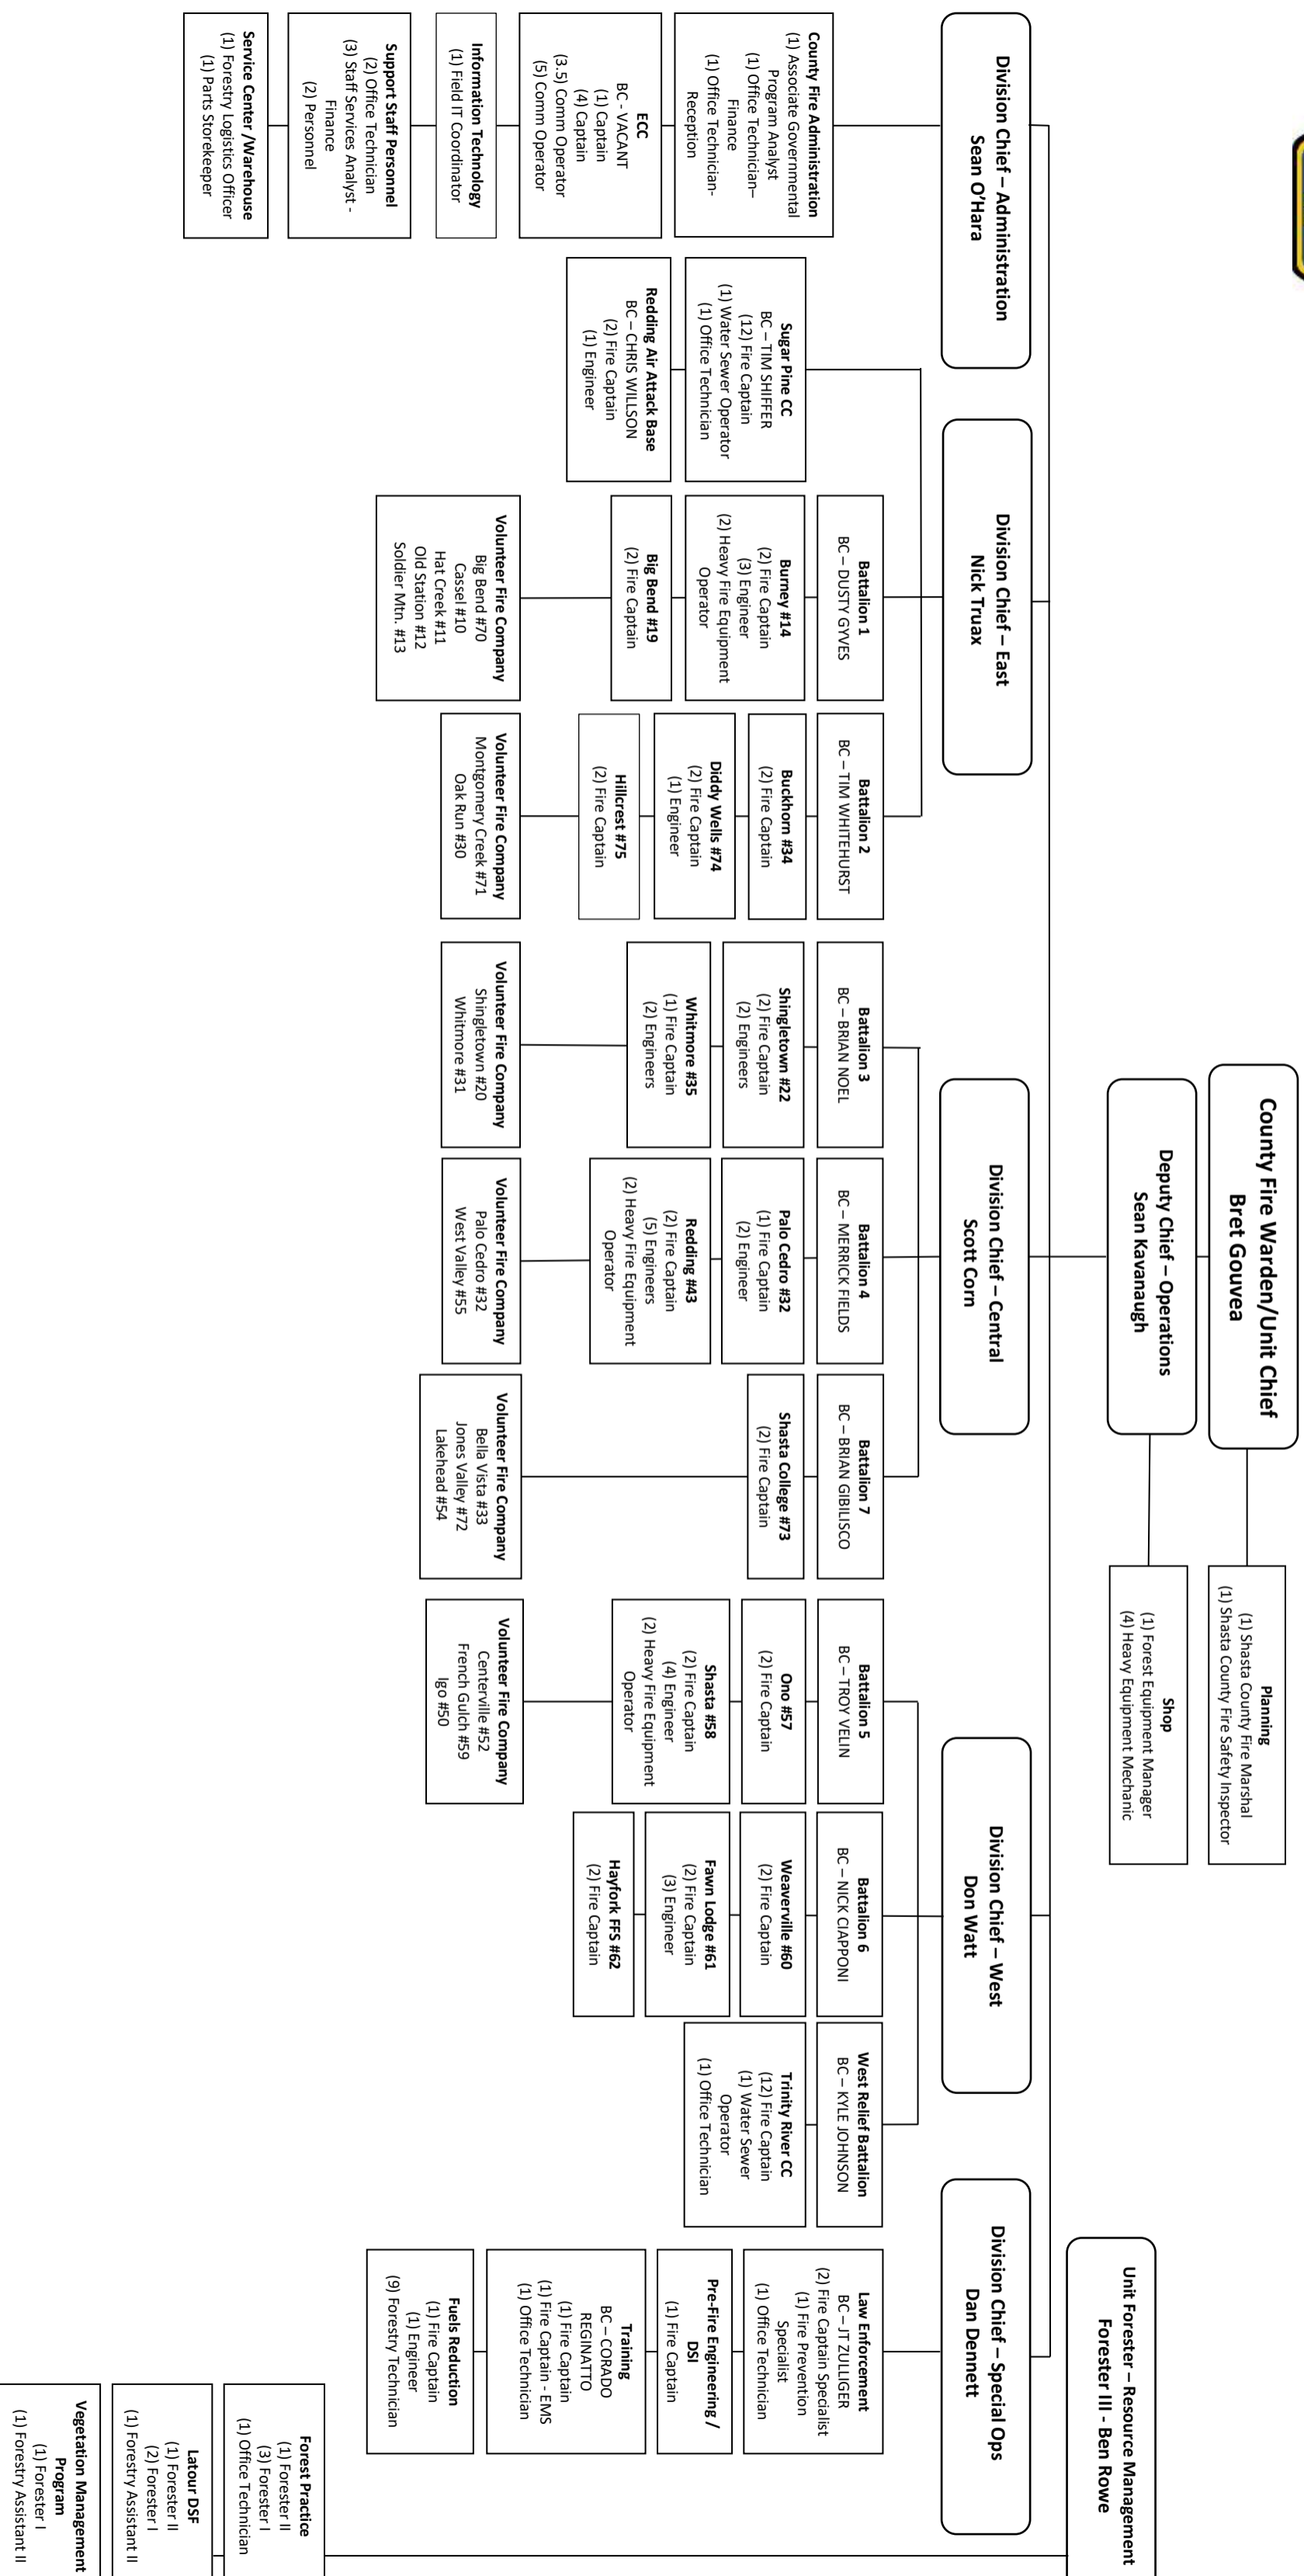 County Fire Warden/Unit Chief
Bret Gouvea
Planning
(1) Shasta County Fire Marshal
(1) Shasta County Fire Safety Inspector
Deputy Chief – Operations
Sean Kavanaugh
Shop
(1) Forest Equipment Manager
(4) Heavy Equipment Mechanic
Unit Forester – Resource Management
Forester III - Ben Rowe
Division Chief – Administration
Sean O'Hara
Division Chief – East
Nick Truax
Division Chief – Central
Scott Corn
Division Chief – West
Don Watt
Division Chief – Special Ops
Dan Dennett
County Fire Administration
(1) Associate Governmental
Program Analyst
(1) Office Technician–
Finance
(1) Office Technician-
Reception
ECC
BC - VACANT
(1) Captain
(4) Captain
(3.5) Comm Operator
(5) Comm Operator
Information Technology
(1) Field IT Coordinator
Support Staff Personnel
(2) Office Technician
(3) Staff Services Analyst -
Finance
(2) Personnel
Service Center /Warehouse
(1) Forestry Logistics Officer
(1) Parts Storekeeper
Sugar Pine CC
BC – TIM SHIFFER
(12) Fire Captain
(1) Water Sewer Operator
(1) Office Technician
Redding Air Attack Base
BC – CHRIS WILLSON
(2) Fire Captain
(1) Engineer
Battalion 1
BC – DUSTY GYVES
Burney #14
(2) Fire Captain
(3) Engineer
(2) Heavy Fire Equipment
Operator
Big Bend #19
(2) Fire Captain
Volunteer Fire Company
Big Bend #70
Cassel #10
Hat Creek #11
Old Station #12
Soldier Mtn. #13
Battalion 2
BC – TIM WHITEHURST
Buckhorn #34
(2) Fire Captain
Diddy Wells #74
(2) Fire Captain
(1) Engineer
Hillcrest #75
(2) Fire Captain
Volunteer Fire Company
Montgomery Creek #71
Oak Run #30
Battalion 3
BC – BRIAN NOEL
Shingletown #22
(2) Fire Captain
(2) Engineers
Whitmore #35
(1) Fire Captain
(2) Engineers
Volunteer Fire Company
Shingletown #20
Whitmore #31
Battalion 4
BC – MERRICK FIELDS
Palo Cedro #32
(1) Fire Captain
(2) Engineer
Redding #43
(2) Fire Captain
(5) Engineers
(2) Heavy Fire Equipment
Operator
Volunteer Fire Company
Palo Cedro #32
West Valley #55
Battalion 7
BC – BRIAN GIBILISCO
Shasta College #73
(2) Fire Captain
Volunteer Fire Company
Bella Vista #33
Jones Valley #72
Lakehead #54
Battalion 5
BC – TROY VELIN
Ono #57
(2) Fire Captain
Shasta #58
(2) Fire Captain
(4) Engineer
(2) Heavy Fire Equipment
Operator
Volunteer Fire Company
Centerville #52
French Gulch #59
Igo #50
Battalion 6
BC – NICK CIAPPONI
Weaverville #60
(2) Fire Captain
Fawn Lodge #61
(2) Fire Captain
(3) Engineer
Hayfork FFS #62
(2) Fire Captain
West Relief Battalion
BC – KYLE JOHNSON
Trinity River CC
(12) Fire Captain
(1) Water Sewer
Operator
(1) Office Technician
Law Enforcement
BC – JT ZULLIGER
(2) Fire Captain Specialist
(1) Fire Prevention
Specialist
(1) Office Technician
Pre-Fire Engineering /
DSI
(1) Fire Captain
Training
BC – CORADO
REGINATTO
(1) Fire Captain
(1) Fire Captain - EMS
(1) Office Technician
Fuels Reduction
(1) Fire Captain
(1) Engineer
(9) Forestry Technician
Forest Practice
(1) Forester II
(3) Forester I
(1) Office Technician
Latour DSF
(1) Forester II
(2) Forester I
(1) Forestry Assistant II
Vegetation Management
Program
(1) Forester I
(1) Forestry Assistant II